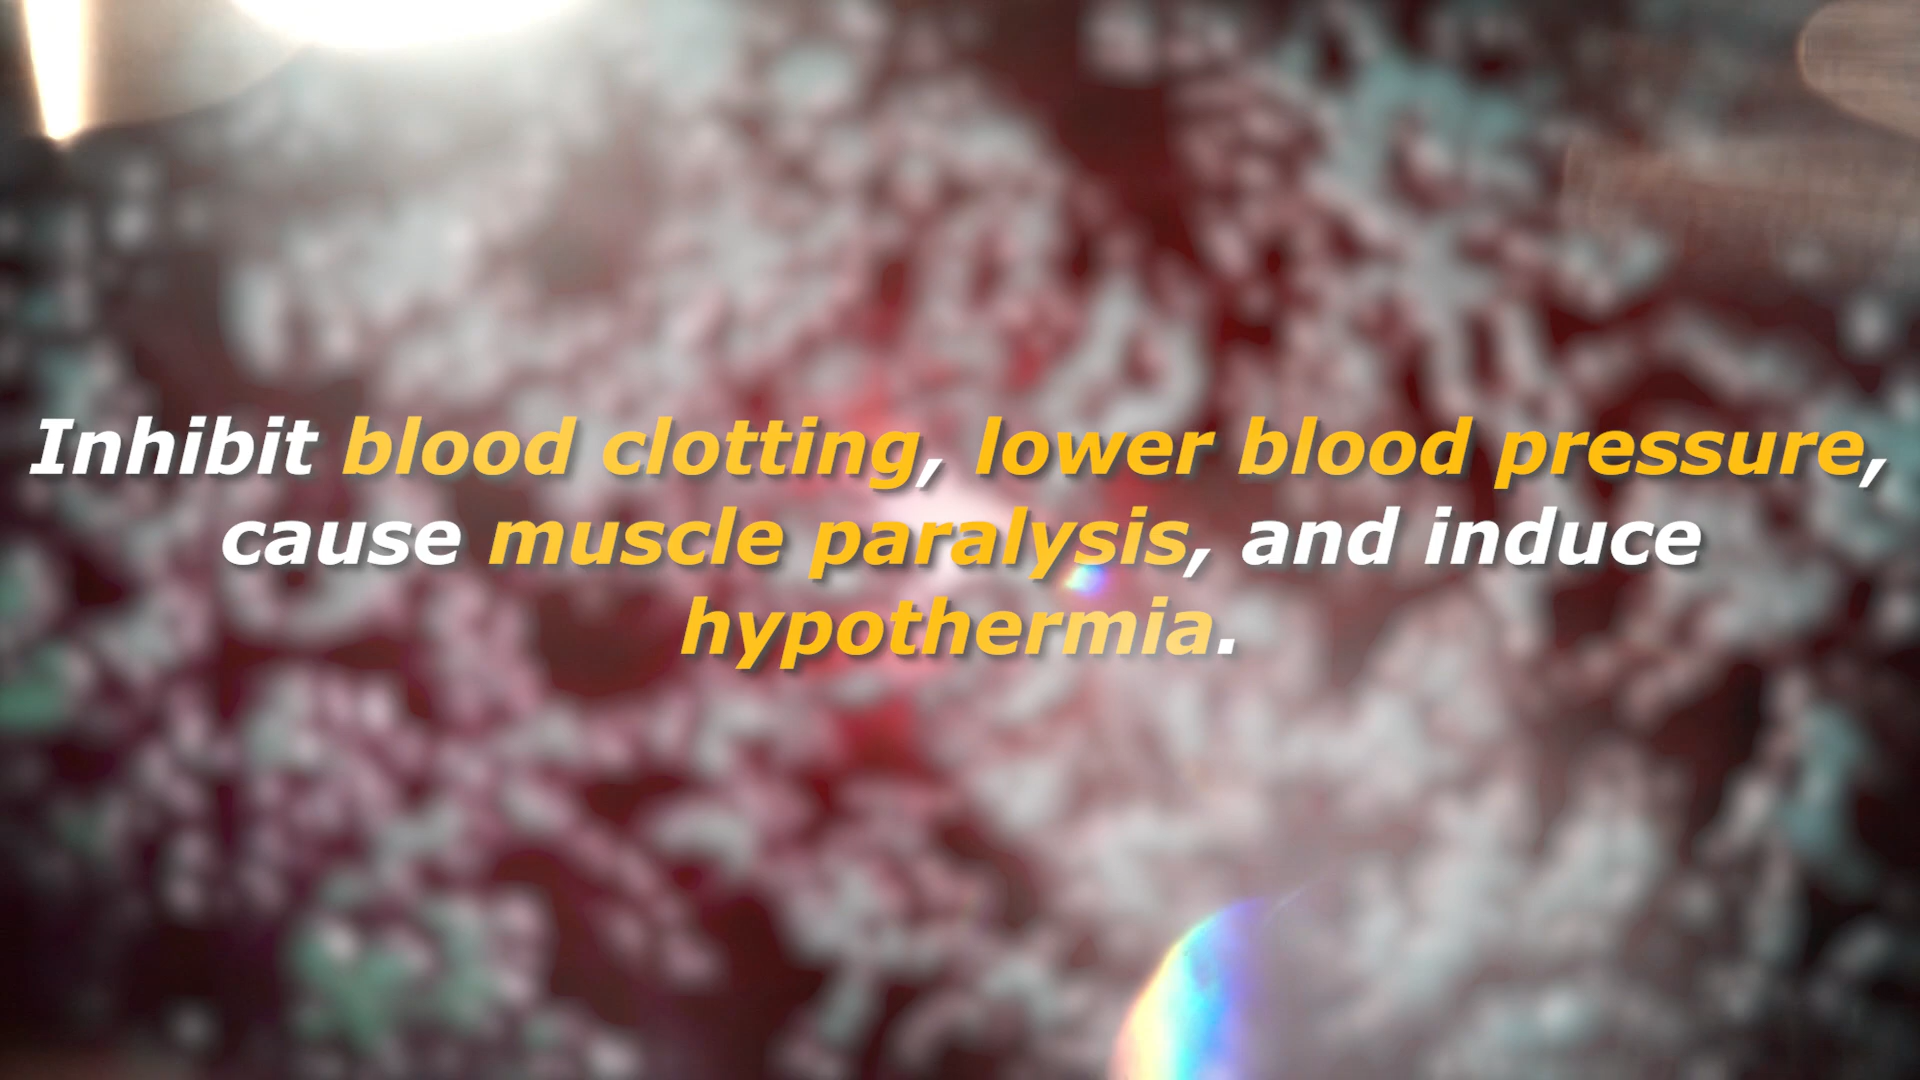 Inhibit blood clotting, lower blood pressure,
cause muscle paralysis, and induce
hypothermia.